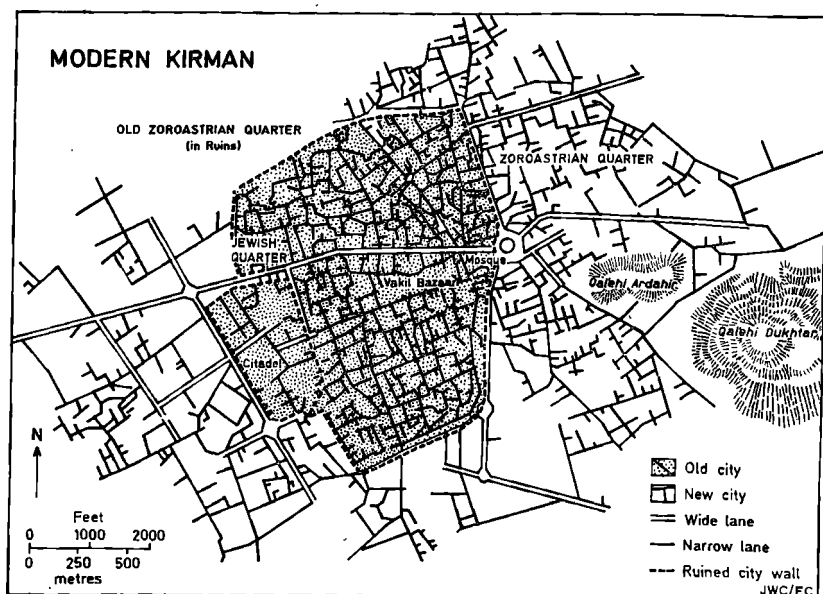 MODERN KIRMAN
OLD ZOROASTRIAN QUARTER
(in Ruins)
ZOROASTRIAN QUARTER
JEWISH
QUARTER
Mosque
Vakil Bazaar
Qalehi Ardahir
Qalehi Dukhtar
Citadel
N
Feet
0 1000 2000
0 250 500
metres
Old city
New city
Wide lane
Narrow lane
Ruined city wall
JWC/EC